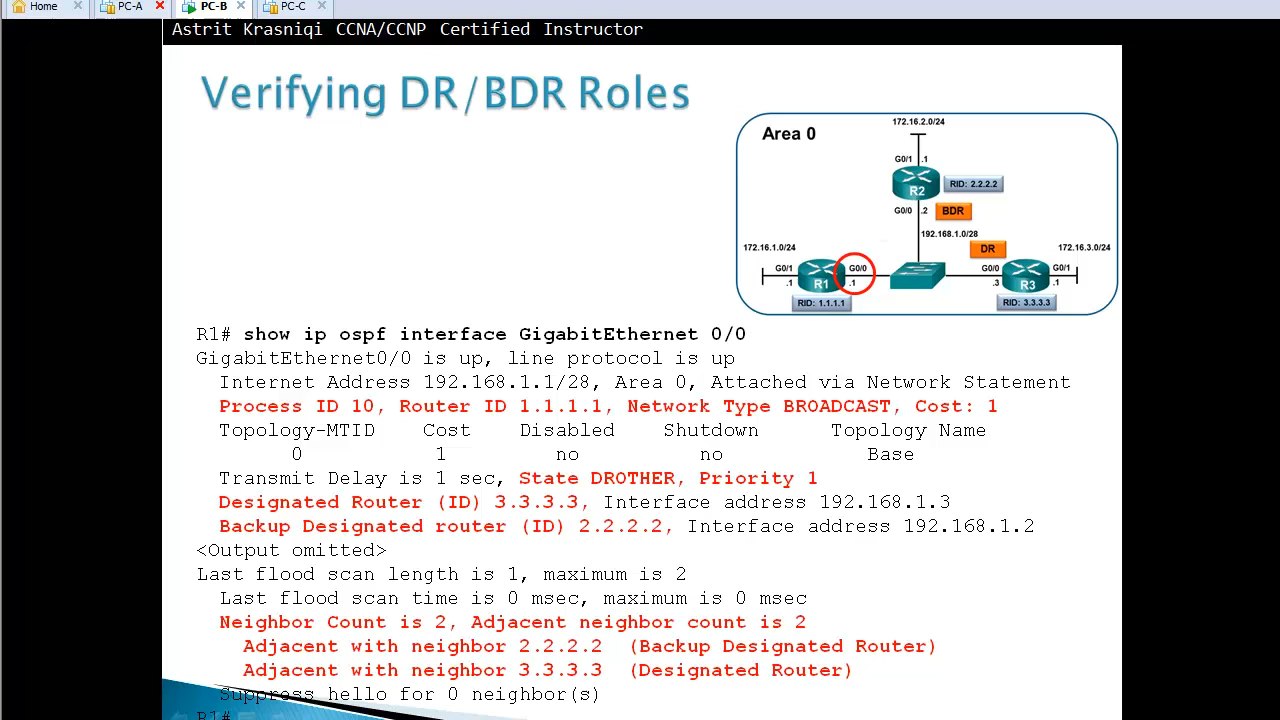 Home PC-A PC-B PC-C
Astrit Krasniqi CCNA/CCNP Certified Instructor
Verifying DR/BDR Roles
Area 0
172.16.2.0/24
G0/1 .1
R2
RID: 2.2.2.2
G0/0 .2 BDR
192.168.1.0/28
172.16.1.0/24 DR 172.16.3.0/24
G0/1 G0/0 G0/0 G0/1
.1 R1 .1 .3 R3 .1
RID: 1.1.1.1 RID: 3.3.3.3
R1# show ip ospf interface GigabitEthernet 0/0
GigabitEthernet0/0 is up, line protocol is up
Internet Address 192.168.1.1/28, Area 0, Attached via Network Statement
Process ID 10, Router ID 1.1.1.1, Network Type BROADCAST, Cost: 1
Topology-MTID Cost Disabled Shutdown Topology Name
0 1 no no Base
Transmit Delay is 1 sec, State DROTHER, Priority 1
Designated Router (ID) 3.3.3.3, Interface address 192.168.1.3
Backup Designated router (ID) 2.2.2.2, Interface address 192.168.1.2
<Output omitted>
Last flood scan length is 1, maximum is 2
Last flood scan time is 0 msec, maximum is 0 msec
Neighbor Count is 2, Adjacent neighbor count is 2
Adjacent with neighbor 2.2.2.2 (Backup Designated Router)
Adjacent with neighbor 3.3.3.3 (Designated Router)
Suppress hello for 0 neighbor(s)
R1#